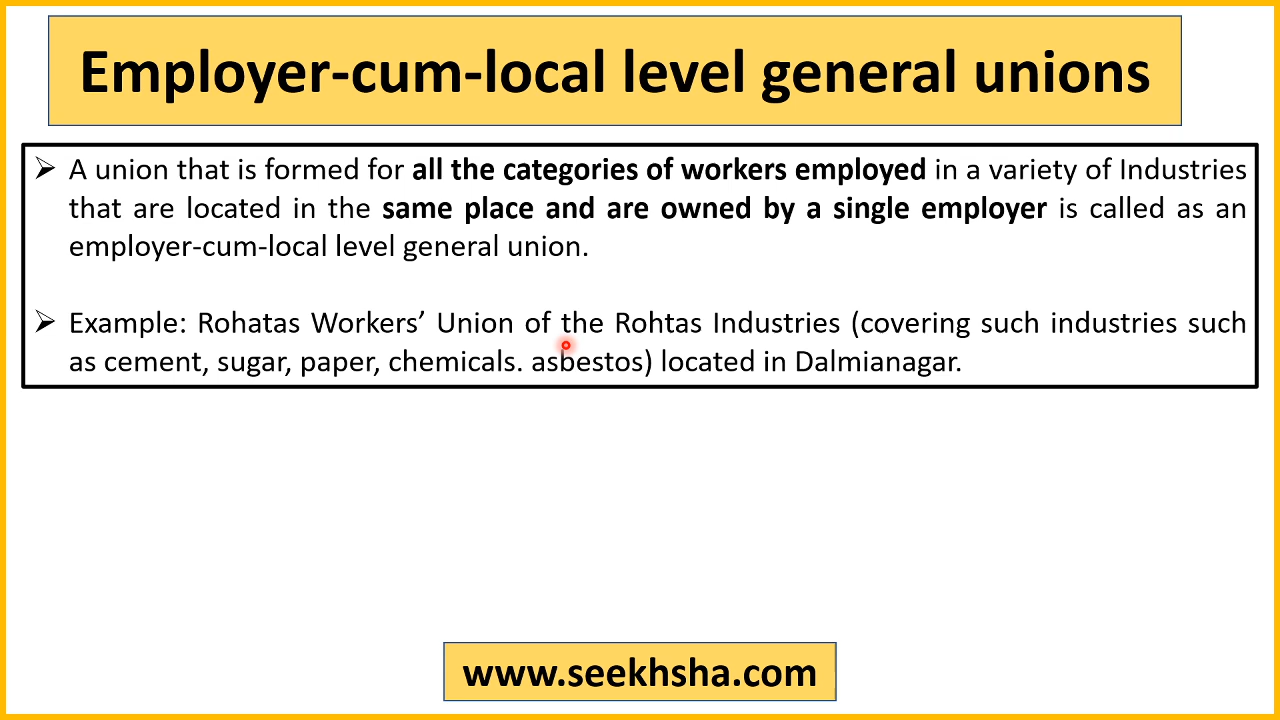 Employer-cum-local level general unions
➢ A union that is formed for all the categories of workers employed in a variety of Industries
that are located in the same place and are owned by a single employer is called as an
employer-cum-local level general union.
➢ Example: Rohatas Workers’ Union of the Rohtas Industries (covering such industries such
as cement, sugar, paper, chemicals. asbestos) located in Dalmianagar.
www.seekhsha.com